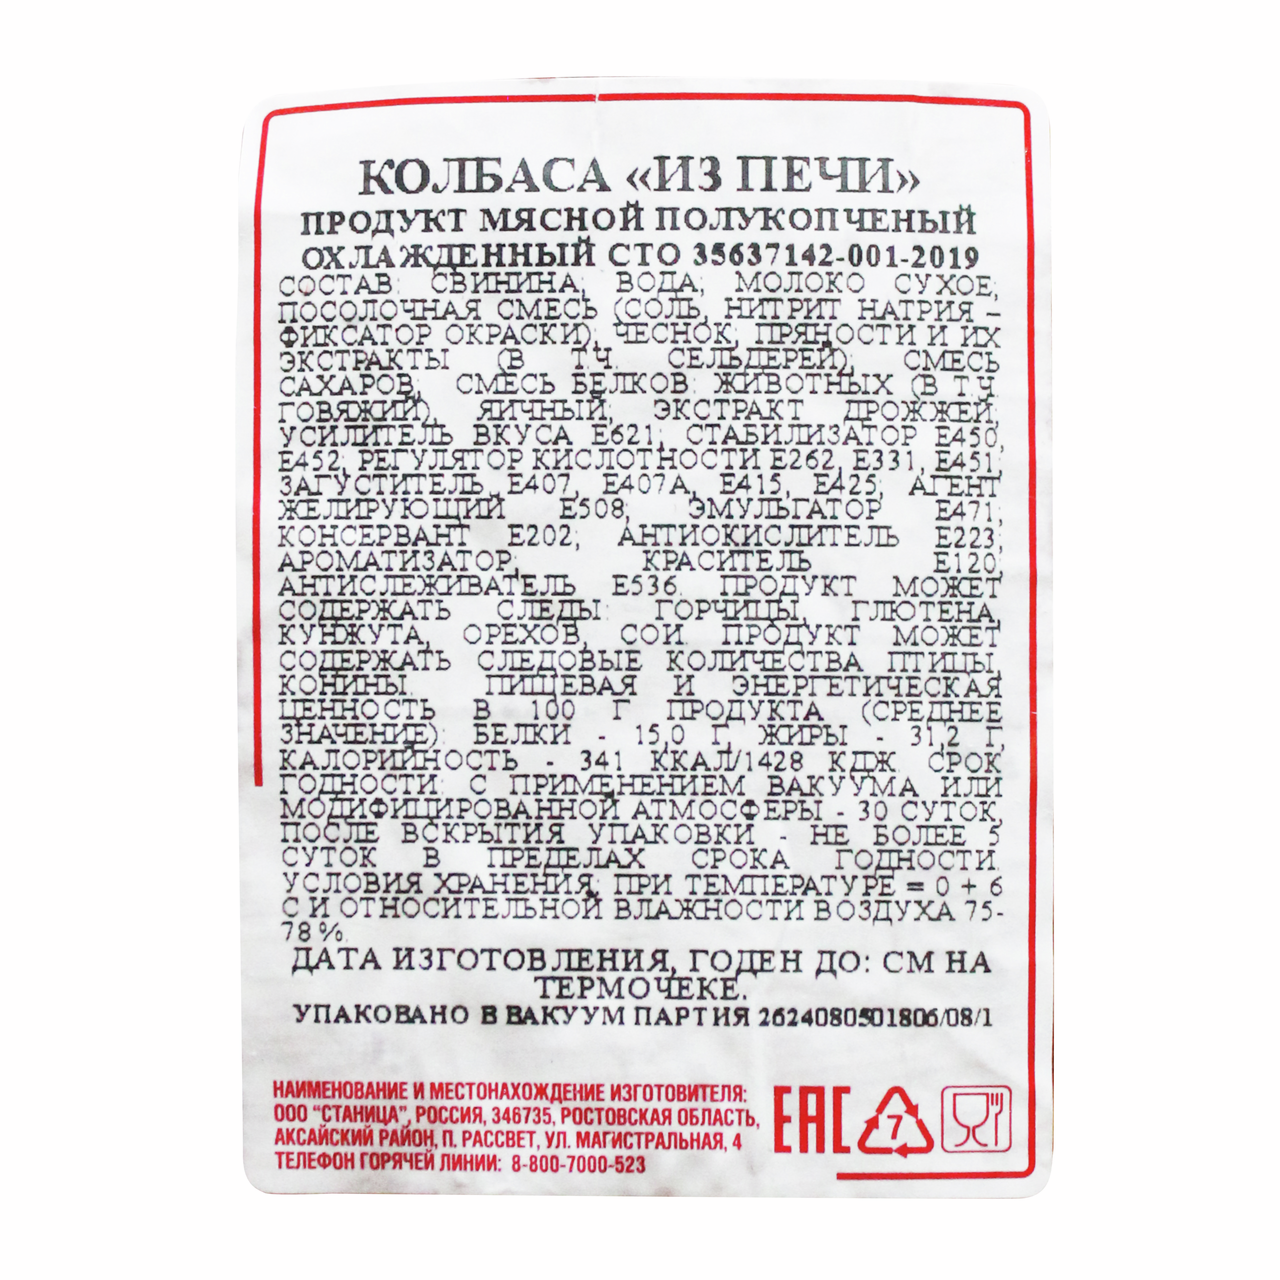 КОЛБАСА «ИЗ ПЕЧИ»
ПРОДУКТ МЯСНОЙ ПОЛУКОПЧЕНЫЙ
ОХЛАЖДЕННЫЙ СТО 35637142-001-2019
СОСТАВ: СВИНИНА; ВОДА; МОЛОКО СУХОЕ;
ПОСОЛОЧНАЯ СМЕСЬ (СОЛЬ, НИТРИТ НАТРИЯ –
ФИКСАТОР ОКРАСКИ); ЧЕСНОК; ПРЯНОСТИ И ИХ
ЭКСТРАКТЫ (В Т.Ч. СЕЛЬДЕРЕЙ); СМЕСЬ
САХАРОВ; СМЕСЬ БЕЛКОВ: ЖИВОТНЫХ (В Т.Ч.
ГОВЯЖИЙ), ЯИЧНЫЙ; ЭКСТРАКТ ДРОЖЖЕЙ;
УСИЛИТЕЛЬ ВКУСА Е621; СТАБИЛИЗАТОР Е450,
Е452; РЕГУЛЯТОР КИСЛОТНОСТИ Е262, Е331, Е451;
ЗАГУСТИТЕЛЬ Е407, Е407А, Е415, Е425; АГЕНТ
ЖЕЛИРУЮЩИЙ Е508; ЭМУЛЬГАТОР Е471;
КОНСЕРВАНТ Е202; АНТИОКИСЛИТЕЛЬ Е223;
АРОМАТИЗАТОР; КРАСИТЕЛЬ Е120;
АНТИСЛЕЖИВАТЕЛЬ Е536. ПРОДУКТ МОЖЕТ
СОДЕРЖАТЬ СЛЕДЫ: ГОРЧИЦЫ, ГЛЮТЕНА,
КУНЖУТА, ОРЕХОВ, СОИ. ПРОДУКТ МОЖЕТ
СОДЕРЖАТЬ СЛЕДОВЫЕ КОЛИЧЕСТВА ПТИЦЫ,
КОНИНЫ. ПИЩЕВАЯ И ЭНЕРГЕТИЧЕСКАЯ
ЦЕННОСТЬ В 100 Г ПРОДУКТА (СРЕДНЕЕ
ЗНАЧЕНИЕ): БЕЛКИ - 15,0 Г, ЖИРЫ - 31,2 Г,
КАЛОРИЙНОСТЬ - 341 ККАЛ/1428 КДЖ. СРОК
ГОДНОСТИ: С ПРИМЕНЕНИЕМ ВАКУУМА ИЛИ
МОДИФИЦИРОВАННОЙ АТМОСФЕРЫ - 30 СУТОК,
ПОСЛЕ ВСКРЫТИЯ УПАКОВКИ - НЕ БОЛЕЕ 5
СУТОК В ПРЕДЕЛАХ СРОКА ГОДНОСТИ.
УСЛОВИЯ ХРАНЕНИЯ: ПРИ ТЕМПЕРАТУРЕ = 0 + 6
С И ОТНОСИТЕЛЬНОЙ ВЛАЖНОСТИ ВОЗДУХА 75-
78 %.
ДАТА ИЗГОТОВЛЕНИЯ, ГОДЕН ДО: СМ НА
ТЕРМОЧЕКЕ.
УПАКОВАНО В ВАКУУМ ПАРТИЯ 2624080501806/08/1
НАИМЕНОВАНИЕ И МЕСТОНАХОЖДЕНИЕ ИЗГОТОВИТЕЛЯ:
ООО "СТАНИЦА", РОССИЯ, 346735, РОСТОВСКАЯ ОБЛАСТЬ,
АКСАЙСКИЙ РАЙОН, П. РАССВЕТ, УЛ. МАГИСТРАЛЬНАЯ, 4
ТЕЛЕФОН ГОРЯЧЕЙ ЛИНИИ: 8-800-7000-523
ЕАС
7